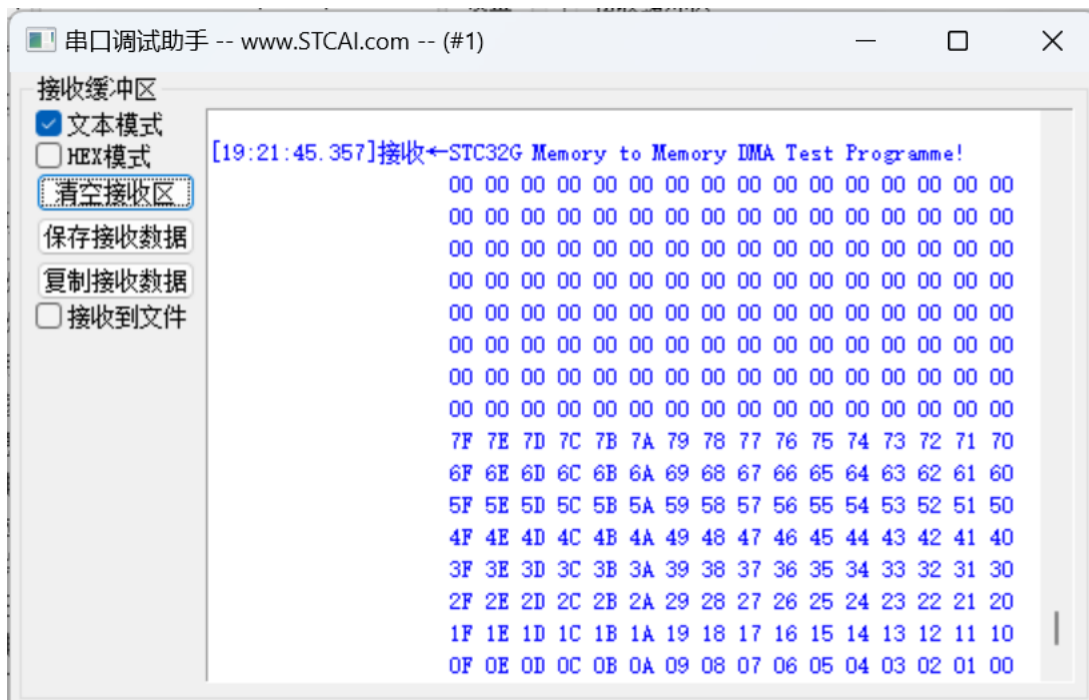 串口调试助手 -- www.STCAI.com -- (#1)
接收缓冲区
文本模式
HEX模式
清空接收区
保存接收数据
复制接收数据
接收到文件
[19:21:45.357]接收←STC32G Memory to Memory DMA Test Programme!
00 00 00 00 00 00 00 00 00 00 00 00 00 00 00 00
00 00 00 00 00 00 00 00 00 00 00 00 00 00 00 00
00 00 00 00 00 00 00 00 00 00 00 00 00 00 00 00
00 00 00 00 00 00 00 00 00 00 00 00 00 00 00 00
00 00 00 00 00 00 00 00 00 00 00 00 00 00 00 00
00 00 00 00 00 00 00 00 00 00 00 00 00 00 00 00
00 00 00 00 00 00 00 00 00 00 00 00 00 00 00 00
00 00 00 00 00 00 00 00 00 00 00 00 00 00 00 00
7F 7E 7D 7C 7B 7A 79 78 77 76 75 74 73 72 71 70
6F 6E 6D 6C 6B 6A 69 68 67 66 65 64 63 62 61 60
5F 5E 5D 5C 5B 5A 59 58 57 56 55 54 53 52 51 50
4F 4E 4D 4C 4B 4A 49 48 47 46 45 44 43 42 41 40
3F 3E 3D 3C 3B 3A 39 38 37 36 35 34 33 32 31 30
2F 2E 2D 2C 2B 2A 29 28 27 26 25 24 23 22 21 20
1F 1E 1D 1C 1B 1A 19 18 17 16 15 14 13 12 11 10
0F 0E 0D 0C 0B 0A 09 08 07 06 05 04 03 02 01 00